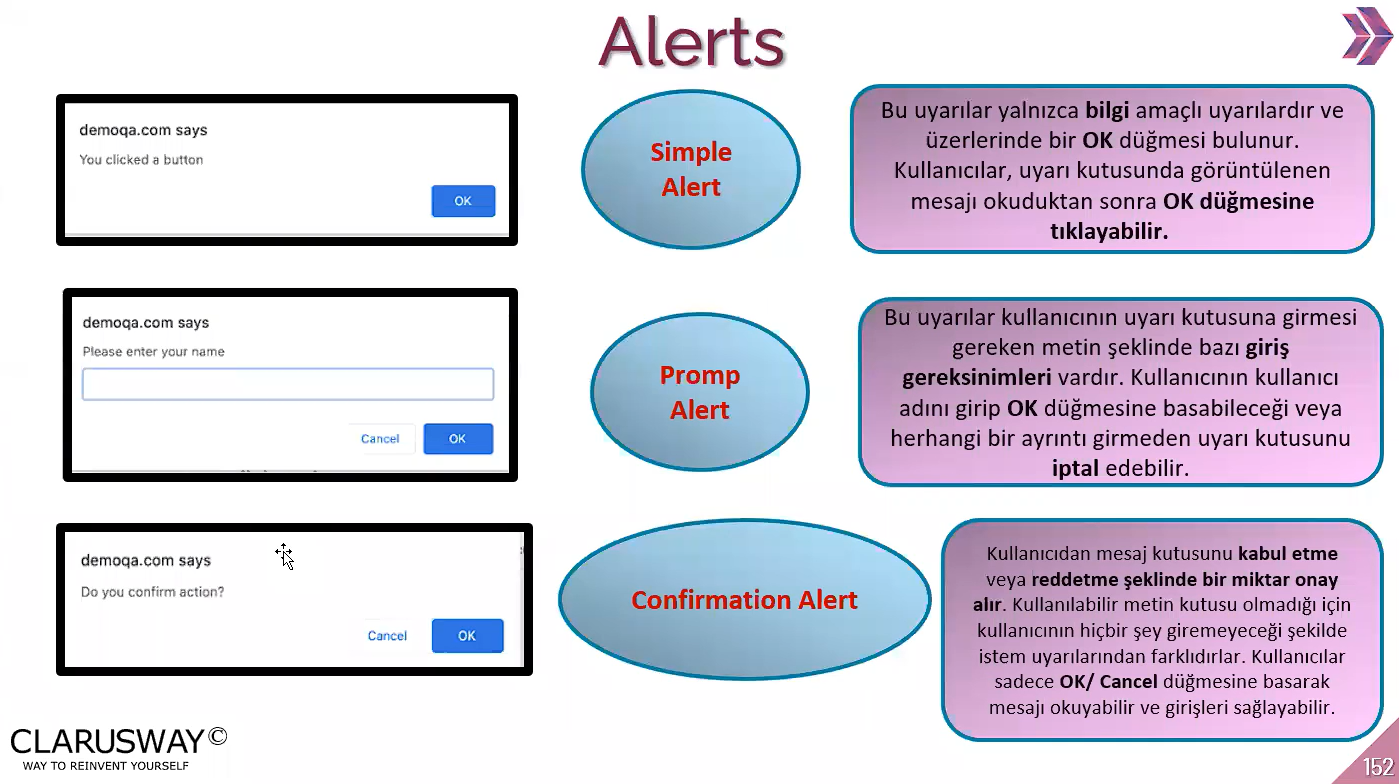 Alerts
demoqa.com says
You clicked a button
OK
Simple
Alert
Bu uyarılar yalnızca bilgi amaçlı uyarılardır ve
üzerlerinde bir OK düğmesi bulunur.
Kullanıcılar, uyarı kutusunda görüntülenen
mesajı okuduktan sonra OK düğmesine
tıklayabilir.
demoqa.com says
Please enter your name
Cancel
OK
Promp
Alert
Bu uyarılar kullanıcının uyarı kutusuna girmesi
gereken metin şeklinde bazı giriş
gereksinimleri vardır. Kullanıcının kullanıcı
adını girip OK düğmesine basabileceği veya
herhangi bir ayrıntı girmeden uyarı kutusunu
iptal edebilir.
demoqa.com says
Do you confirm action?
Cancel
OK
Confirmation Alert
Kullanıcıdan mesaj kutusunu kabul etme
veya reddetme şeklinde bir miktar onay
alır. Kullanılabilir metin kutusu olmadığı için
kullanıcının hiçbir şey giremeyeceği şekilde
istem uyarılarından farklıdırlar. Kullanıcılar
sadece OK/ Cancel düğmesine basarak
mesajı okuyabilir ve girişleri sağlayabilir.
CLARUSWAY©
WAY TO REINVENT YOURSELF
152